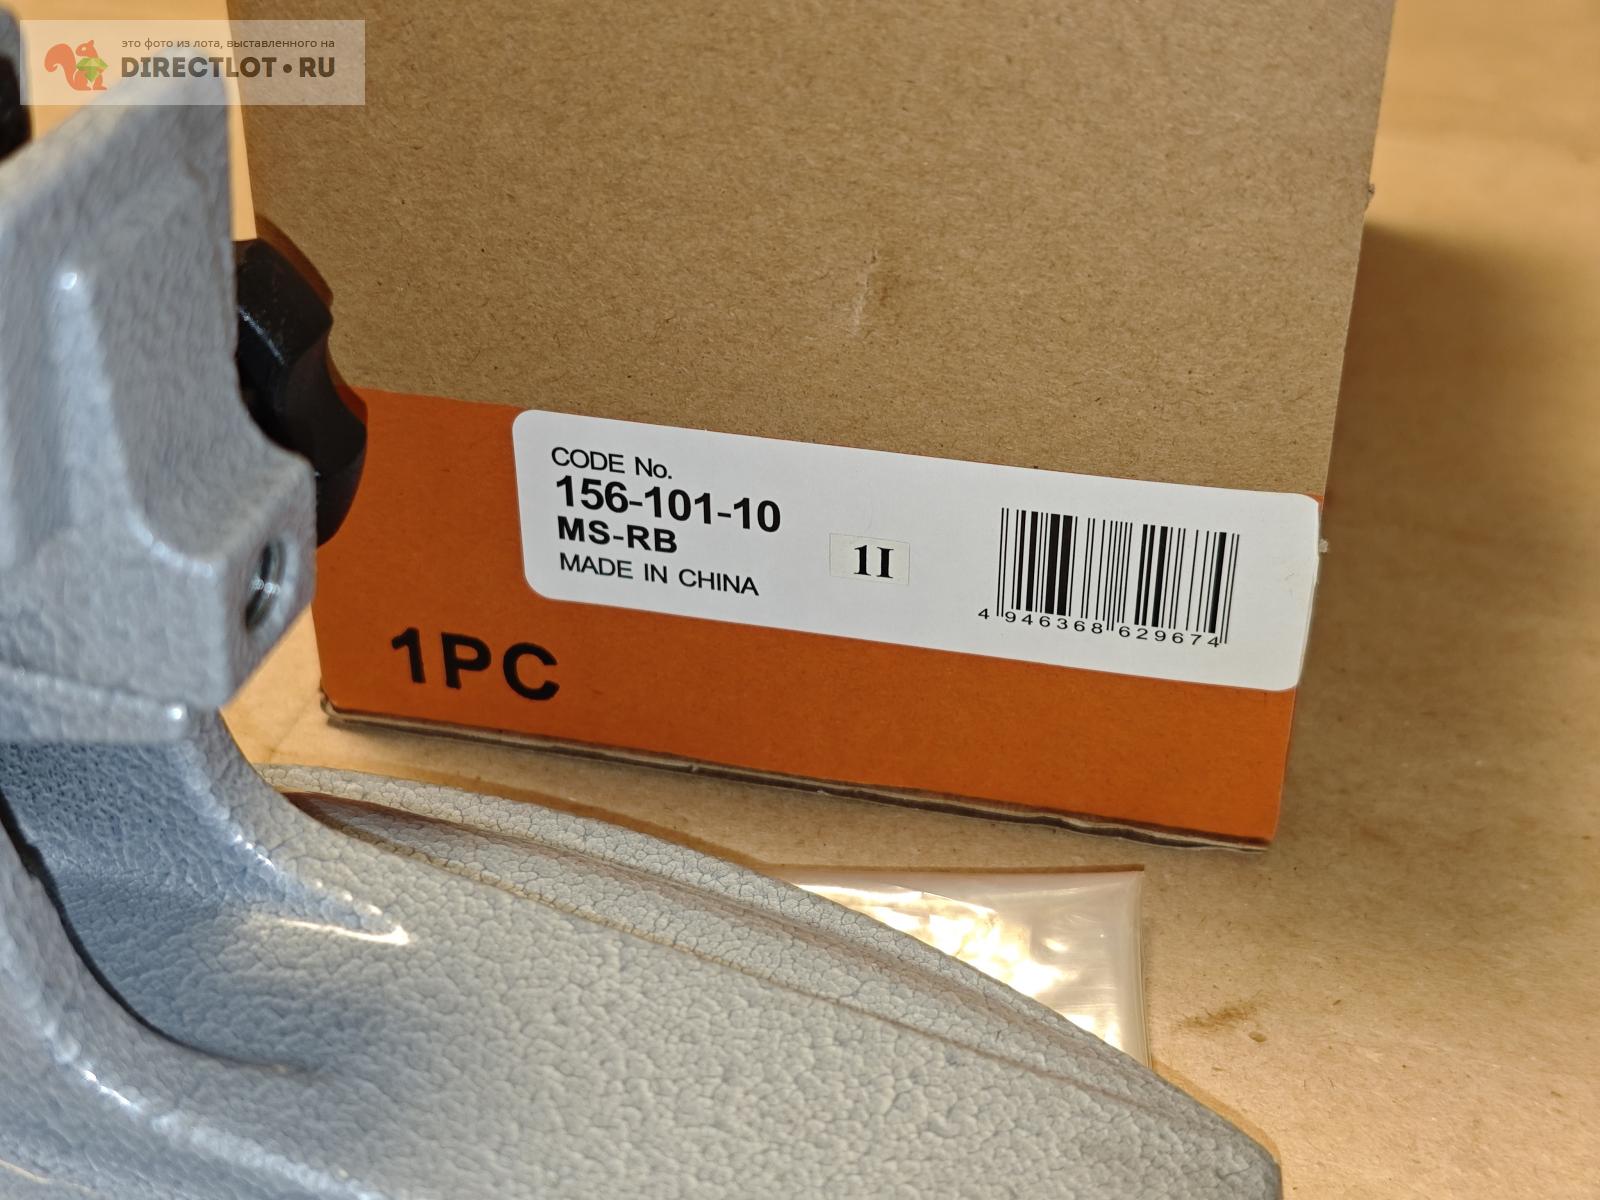 это фото из лота, выставленного на
DIRECTLOT•RU
CODE No.
156-101-10
MS-RB
MADE IN CHINA
1I
4 946368 629674
1PC